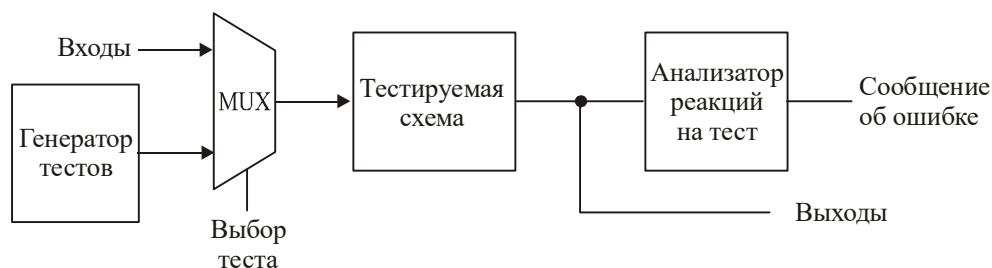 Входы
Генератор
тестов
MUX
Выбор
теста
Тестируемая
схема
Анализатор
реакций
на тест
Сообщение
об ошибке
Выходы